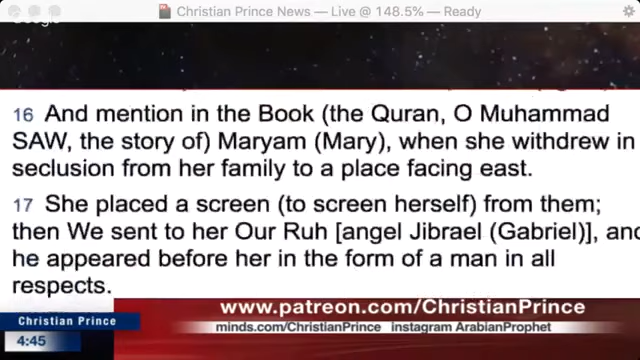 Christian Prince News — Live @ 148.5% — Ready
Google
16 And mention in the Book (the Quran, O Muhammad
SAW, the story of) Maryam (Mary), when she withdrew in
seclusion from her family to a place facing east.
17 She placed a screen (to screen herself) from them;
then We sent to her Our Ruh [angel Jibrael (Gabriel)], and
he appeared before her in the form of a man in all
respects.
www.patreon.com/ChristianPrince
Christian Prince
minds.com/ChristianPrince instagram ArabianProphet
4:45